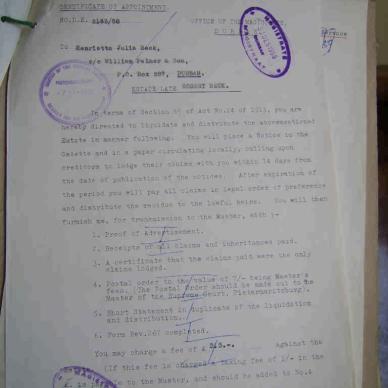 CERTIFICATE OF APPOINTMENT.
OFFICE OF THE
To Henrietta Julia Beck,
c/o William Palmer & Son,
P.O. Box 887, DURBAN.
ESTATE LATE ROBERT BECK.
In terms of Section of Act No.24 of 1913, you are
hereby directed to liquidate and distribute the abovementioned
Estate in manner following. You will place a Notice in the
Gazette and in a paper circulating locally, calling upon
creditors to lodge their claims with you within 14 days from
the date of publication of the notices. After expiration of
the period you will pay all claims in legal order of preference
and distribute the residue to the lawful heirs. You will then
furnish me, for transmission to the Master, with :-
1. Proof of Advertisement.
2. Receipts of all claims and inheritances paid.
3. A certificate that the claims paid were the only
claims lodged.
4. Postal order to the value of 7/- being Master's
fees. (The Postal Order should be made out to the
Master of the Supreme Court, Pietermaritzburg).
5. Short Statement in duplicate of the liquidation
and distribution.
6. Form Rev.267 completed.
You may charge a fee of Against the
(If this fee is charged a taxing fee of 1/- in the
to the Master, and should be added to No.4